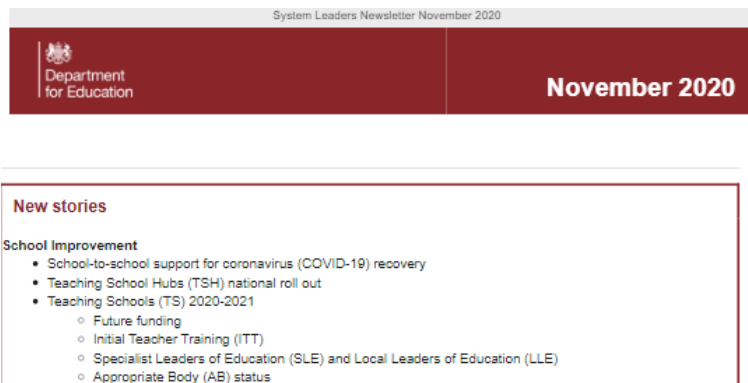 System Leaders Newsletter November 2020
Department
for Education
November 2020
New stories
School Improvement
• School-to-school support for coronavirus (COVID-19) recovery
• Teaching School Hubs (TSH) national roll out
• Teaching Schools (TS) 2020-2021
◦ Future funding
◦ Initial Teacher Training (ITT)
◦ Specialist Leaders of Education (SLE) and Local Leaders of Education (LLE)
◦ Appropriate Body (AB) status